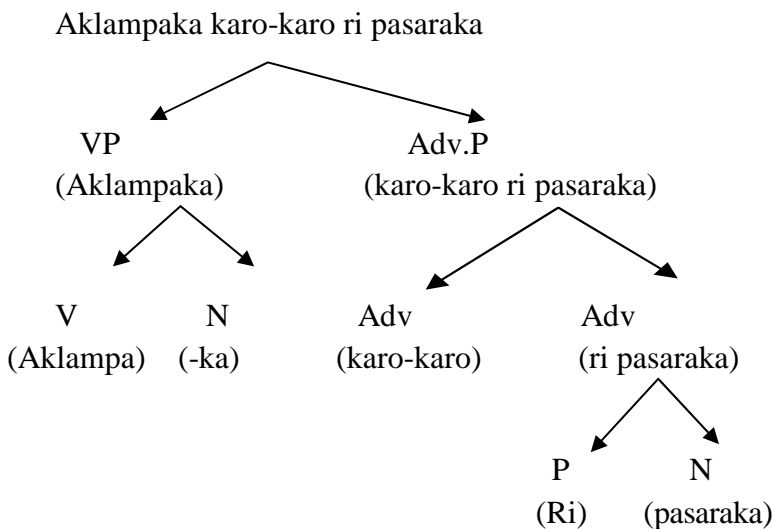 Aklampaka karo-karo ri pasaraka
VP Adv.P
(Aklampaka) (karo-karo ri pasaraka)
V N Adv Adv
(Aklampa) (-ka) (karo-karo) (ri pasaraka)
P N
(Ri) (pasaraka)